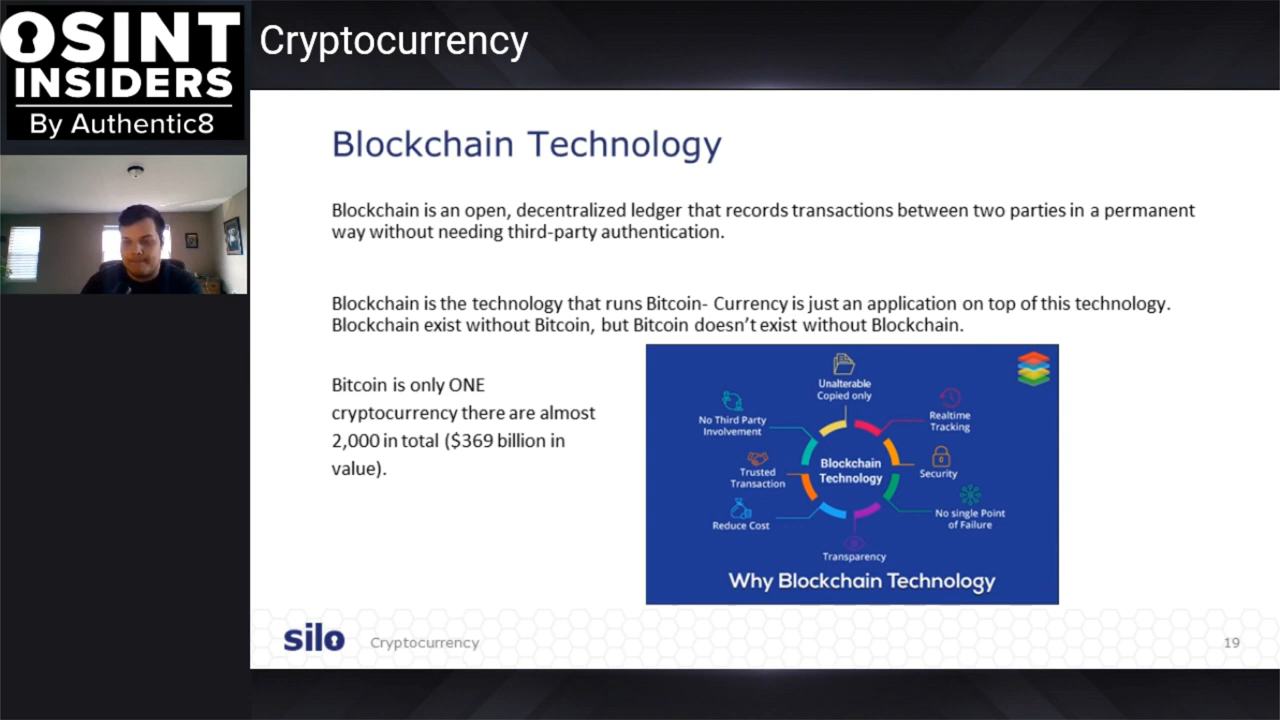 OSINT
INSIDERS
By Authentic8
Cryptocurrency
Blockchain Technology
Blockchain is an open, decentralized ledger that records transactions between two parties in a permanent
way without needing third-party authentication.
Blockchain is the technology that runs Bitcoin- Currency is just an application on top of this technology.
Blockchain exist without Bitcoin, but Bitcoin doesn't exist without Blockchain.
Bitcoin is only ONE
cryptocurrency there are almost
2,000 in total ($369 billion in
value).
Unalterable
Copied only
No Third Party
Involvement
Realtime
Tracking
Blockchain
Technology
Trusted
Transaction
Security
Reduce Cost
No single Point
of Failure
Transparency
Why Blockchain Technology
silo
Cryptocurrency
19